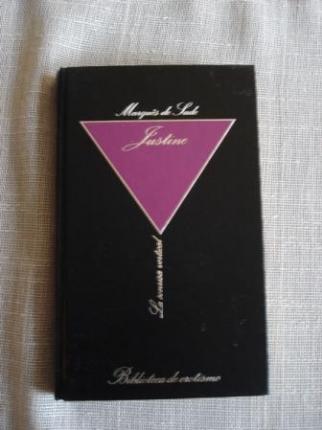 Marqués de Sade
Justine
La sonrisa vertical
Biblioteca de erotismo